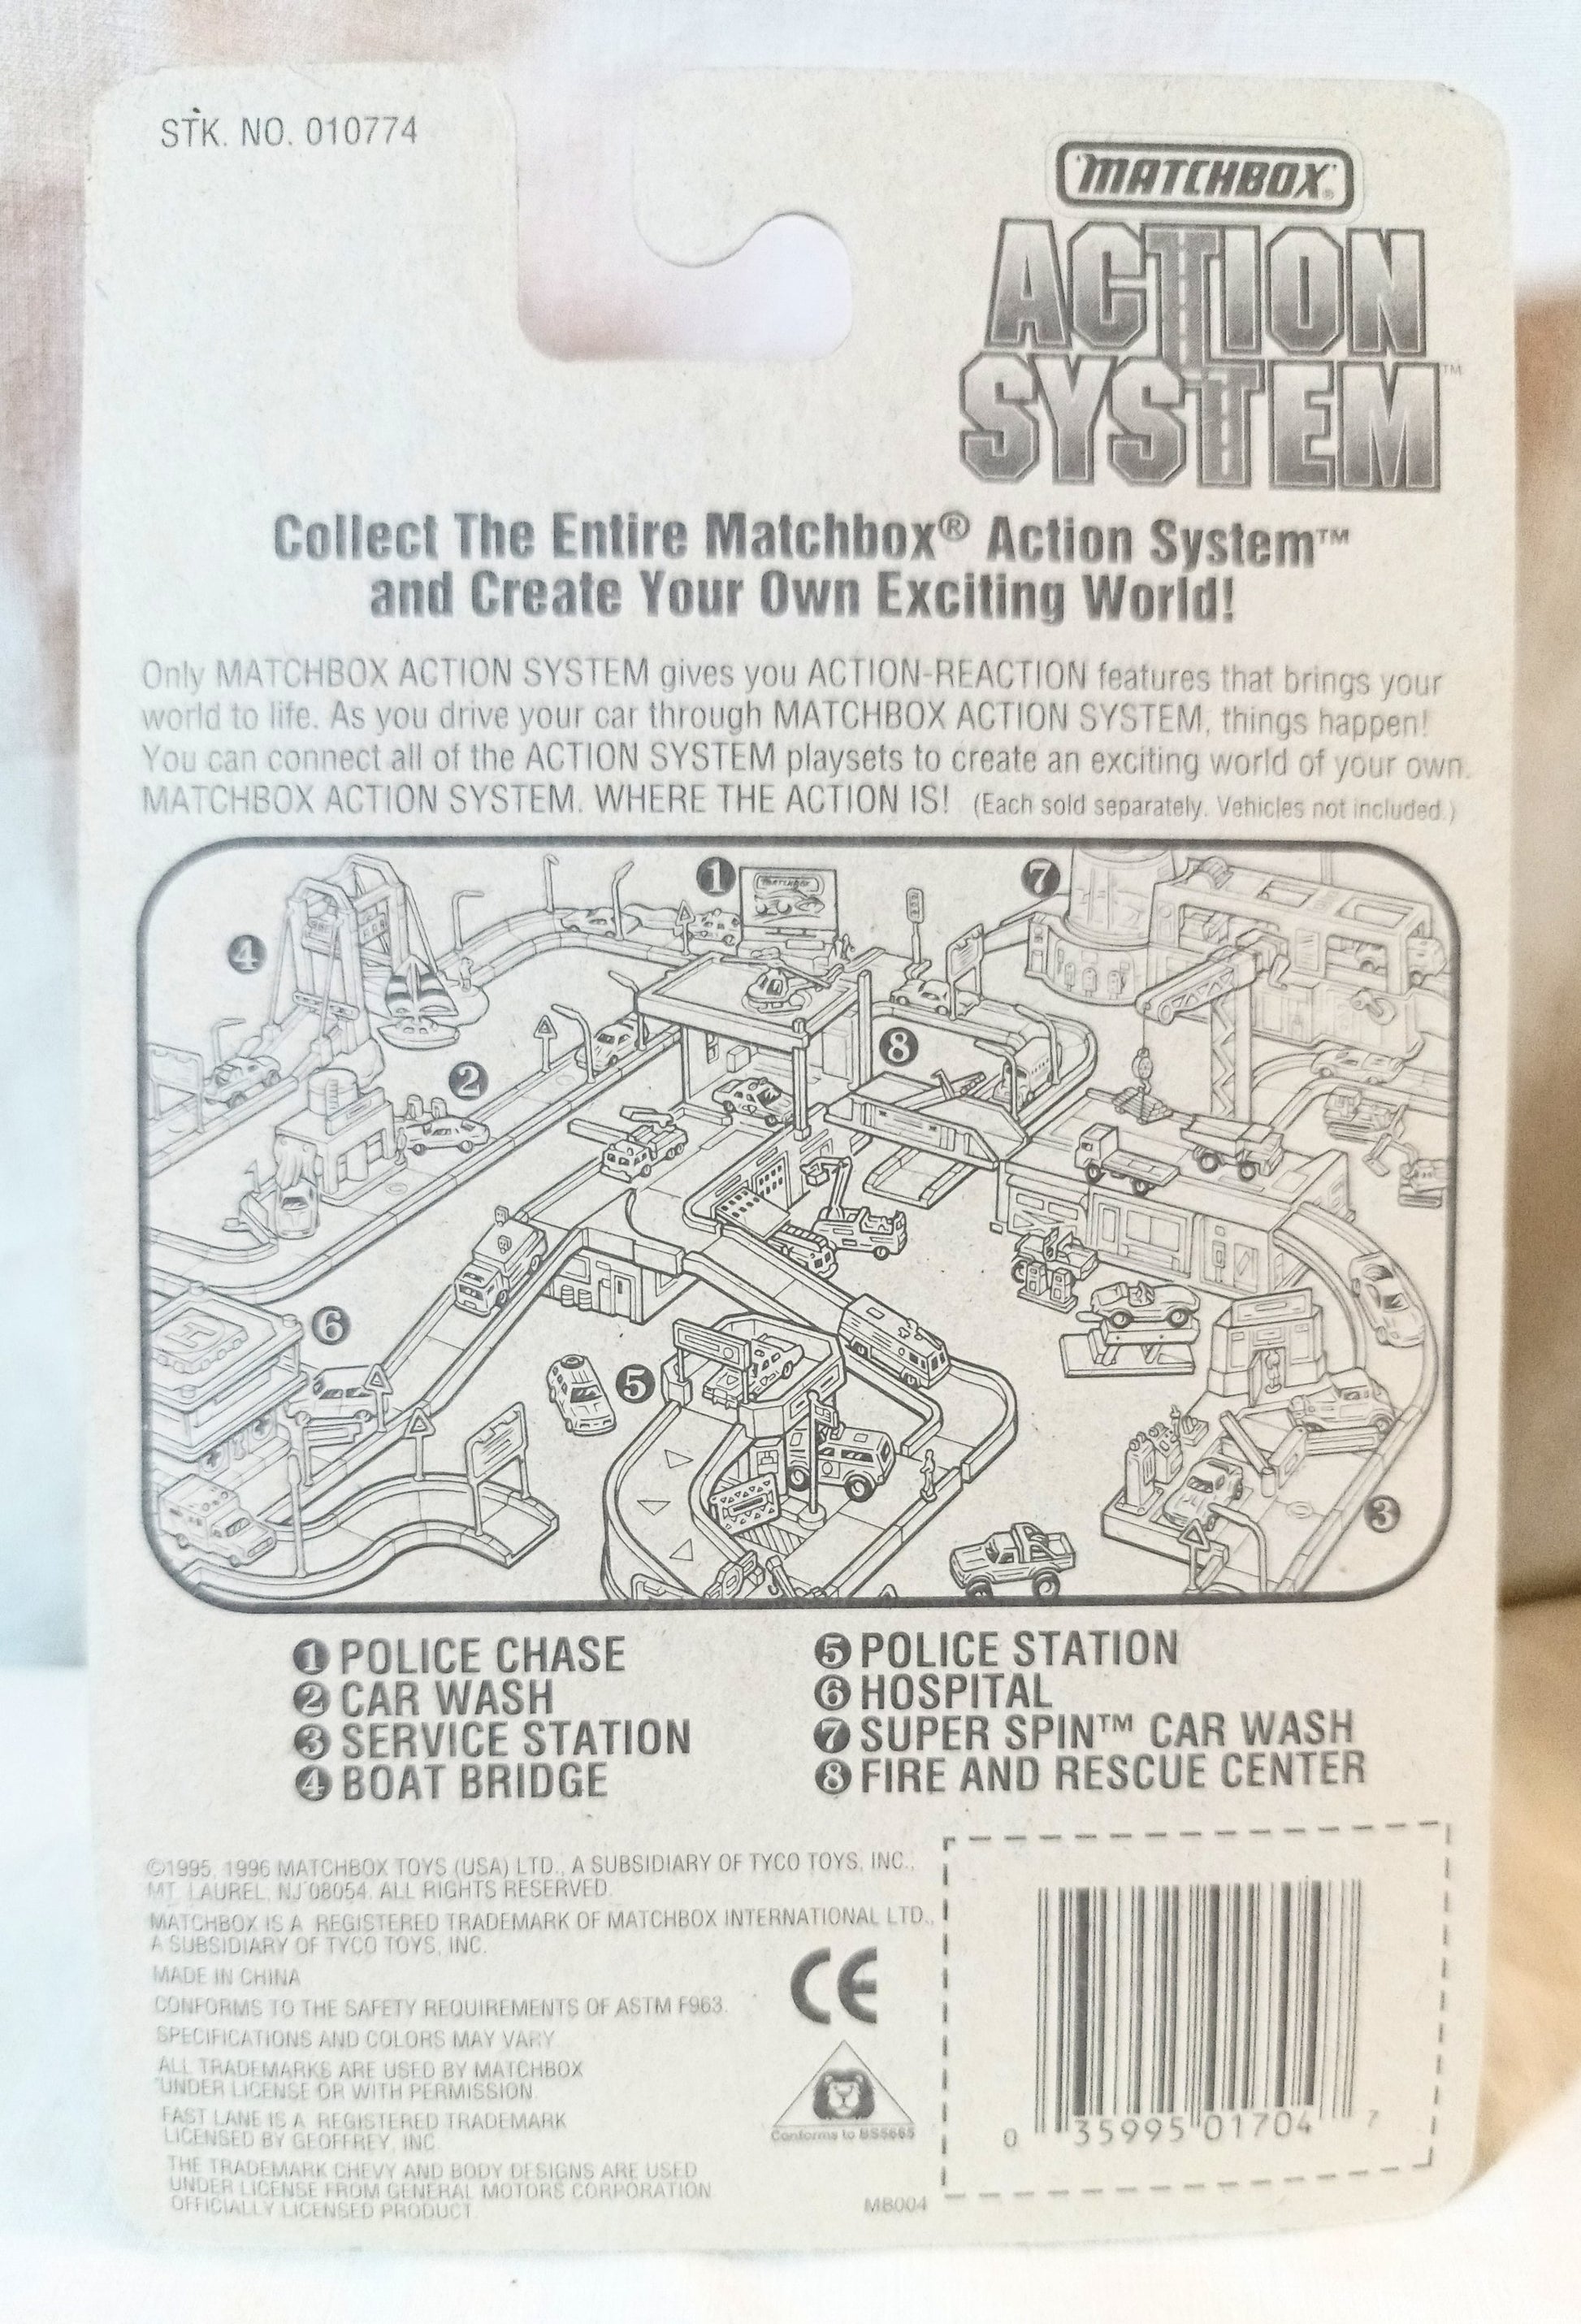 STK. NO. 010774
MATCHBOX®
ACTION
SYSTEM™
Collect The Entire Matchbox® Action System™
and Create Your Own Exciting World!
Only MATCHBOX ACTION SYSTEM gives you ACTION-REACTION features that brings your
world to life. As you drive your car through MATCHBOX ACTION SYSTEM, things happen!
You can connect all of the ACTION SYSTEM playsets to create an exciting world of your own.
MATCHBOX ACTION SYSTEM. WHERE THE ACTION IS! (Each sold separately. Vehicles not included.)
1
7
MATCHBOX
4
8
2
H
6
5
3
❶ POLICE CHASE
❷ CAR WASH
❸ SERVICE STATION
❹ BOAT BRIDGE
❺ POLICE STATION
❻ HOSPITAL
❼ SUPER SPIN™ CAR WASH
❽ FIRE AND RESCUE CENTER
©1995, 1996 MATCHBOX TOYS (USA) LTD., A SUBSIDIARY OF TYCO TOYS, INC.,
MT. LAUREL, NJ 08054. ALL RIGHTS RESERVED.
MATCHBOX IS A REGISTERED TRADEMARK OF MATCHBOX INTERNATIONAL LTD.,
A SUBSIDIARY OF TYCO TOYS, INC.
MADE IN CHINA
CONFORMS TO THE SAFETY REQUIREMENTS OF ASTM F963.
SPECIFICATIONS AND COLORS MAY VARY
ALL TRADEMARKS ARE USED BY MATCHBOX
UNDER LICENSE OR WITH PERMISSION.
FAST LANE IS A REGISTERED TRADEMARK
LICENSED BY GEOFFREY, INC.
THE TRADEMARK CHEVY AND BODY DESIGNS ARE USED
UNDER LICENSE FROM GENERAL MOTORS CORPORATION
OFFICIALLY LICENSED PRODUCT.
CE
Conforms to BS5665
MB004
0 35995 01704 7